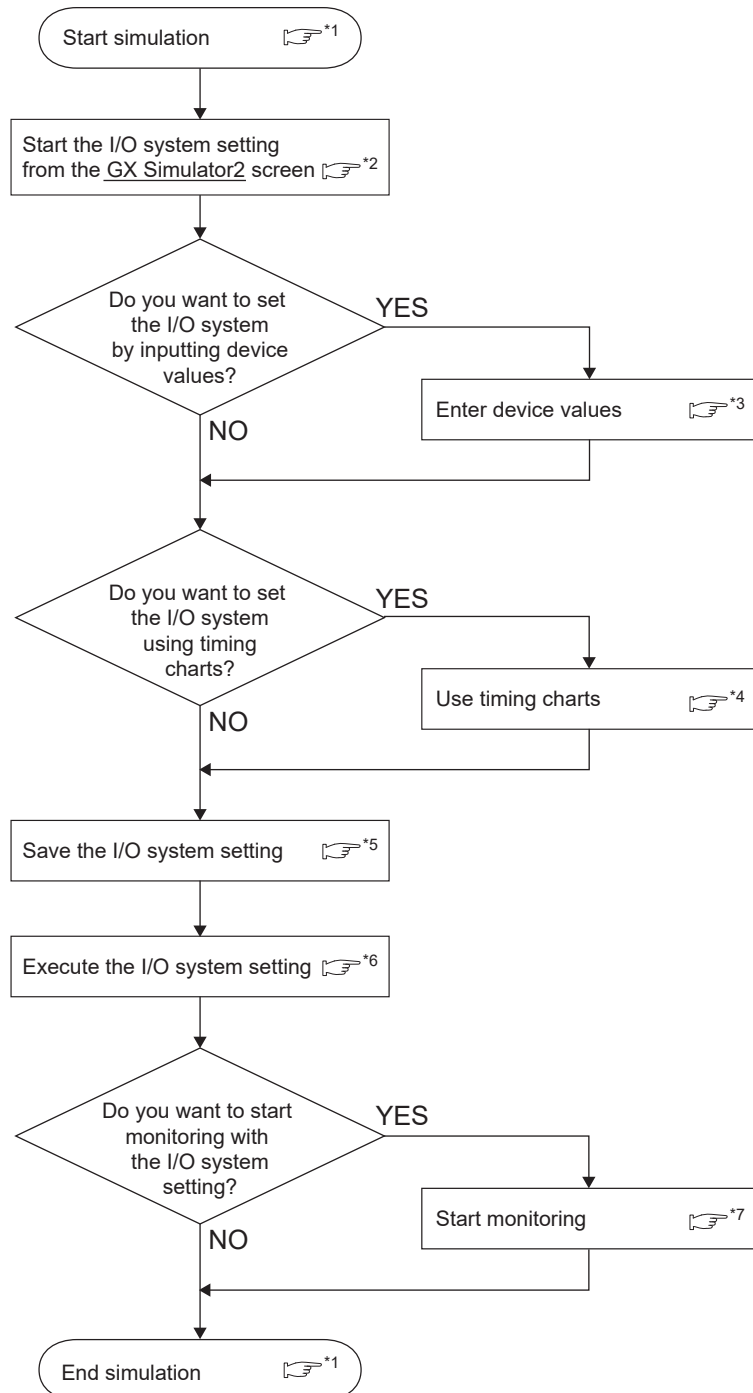 Start simulation *1
Start the I/O system setting
from the GX Simulator2 screen *2
Do you want to set
the I/O system
by inputting device
values?
YES
Enter device values *3
NO
Do you want to set
the I/O system
using timing
charts?
YES
Use timing charts *4
NO
Save the I/O system setting *5
Execute the I/O system setting *6
Do you want to start
monitoring with
the I/O system
setting?
YES
Start monitoring *7
NO
End simulation *1